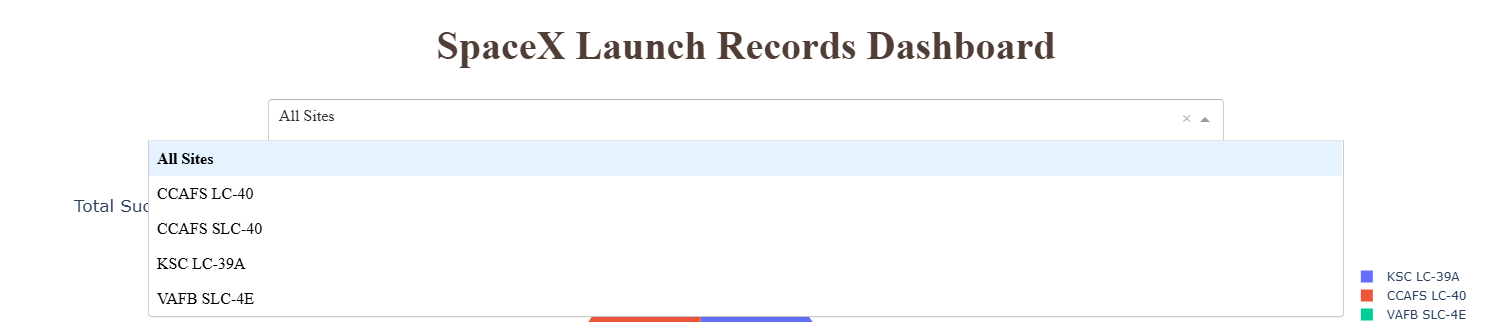 SpaceX Launch Records Dashboard
All Sites
All Sites
CCAFS LC-40
Total
CCAFS SLC-40
KSC LC-39A
VAFB SLC-4E
KSC LC-39A
CCAFS LC-40
VAFB SLC-4E